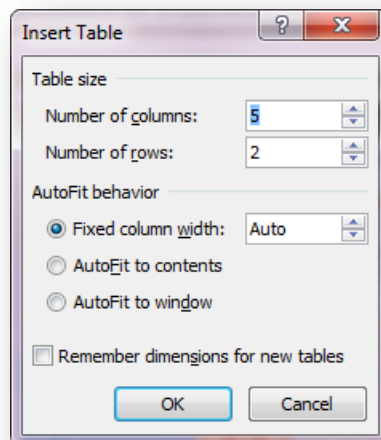 Insert Table
Table size
Number of columns: 5
Number of rows: 2
AutoFit behavior
Fixed column width: Auto
AutoFit to contents
AutoFit to window
Remember dimensions for new tables
OK Cancel